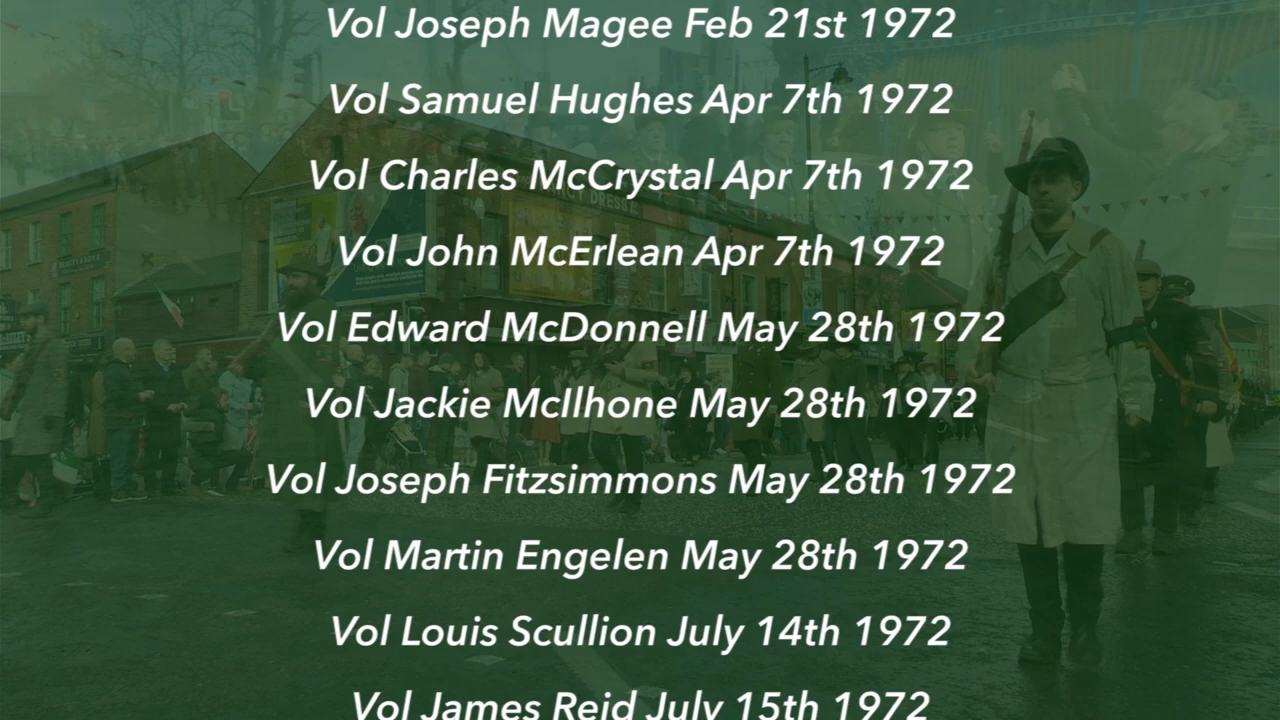 Vol Joseph Magee Feb 21st 1972
Vol Samuel Hughes Apr 7th 1972
Vol Charles McCrystal Apr 7th 1972
Vol John McErlean Apr 7th 1972
Vol Edward McDonnell May 28th 1972
Vol Jackie McIlhone May 28th 1972
Vol Joseph Fitzsimmons May 28th 1972
Vol Martin Engelen May 28th 1972
Vol Louis Scullion July 14th 1972
Vol James Reid July 15th 1972